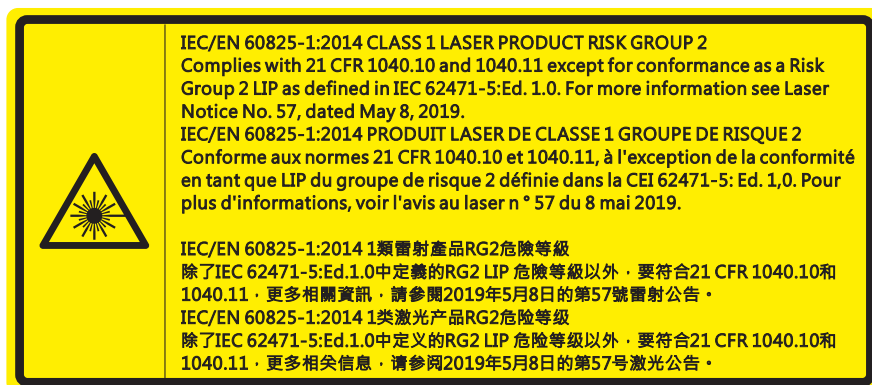 IEC/EN 60825-1:2014 CLASS 1 LASER PRODUCT RISK GROUP 2
Complies with 21 CFR 1040.10 and 1040.11 except for conformance as a Risk
Group 2 LIP as defined in IEC 62471-5:Ed. 1.0. For more information see Laser
Notice No. 57, dated May 8, 2019.
IEC/EN 60825-1:2014 PRODUIT LASER DE CLASSE 1 GROUPE DE RISQUE 2
Conforme aux normes 21 CFR 1040.10 et 1040.11, à l'exception de la conformité
en tant que LIP du groupe de risque 2 définie dans la CEI 62471-5: Ed. 1,0. Pour
plus d'informations, voir l'avis au laser n ° 57 du 8 mai 2019.
IEC/EN 60825-1:2014 1類雷射產品RG2危險等級
除了IEC 62471-5:Ed.1.0中定義的RG2 LIP 危險等級以外，要符合21 CFR 1040.10和
1040.11，更多相關資訊，請參閱2019年5月8日的第57號雷射公告。
IEC/EN 60825-1:2014 1类激光产品RG2危险等级
除了IEC 62471-5:Ed.1.0中定义的RG2 LIP 危险等级以外，要符合21 CFR 1040.10和
1040.11，更多相关信息，请参阅2019年5月8日的第57号激光公告。